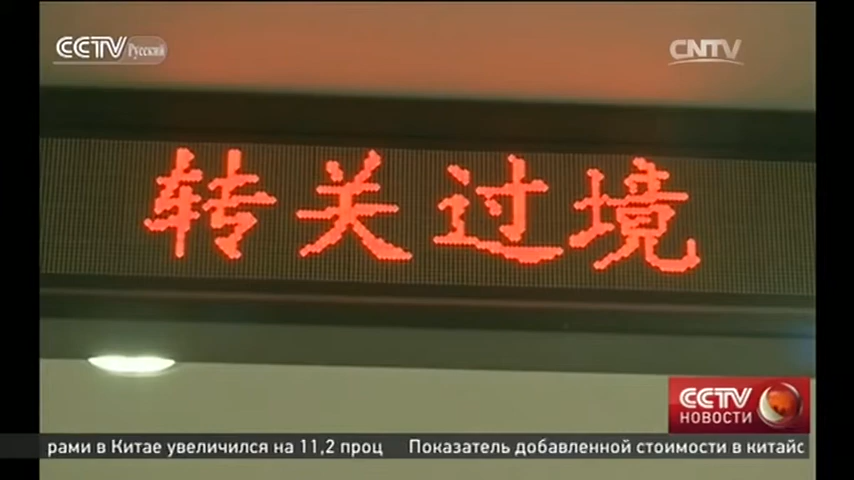 CCTV Русский
CNTV
转关过境
CCTV
НОВОСТИ
рами в Китае увеличился на 11,2 проц Показатель добавленной стоимости в китайс